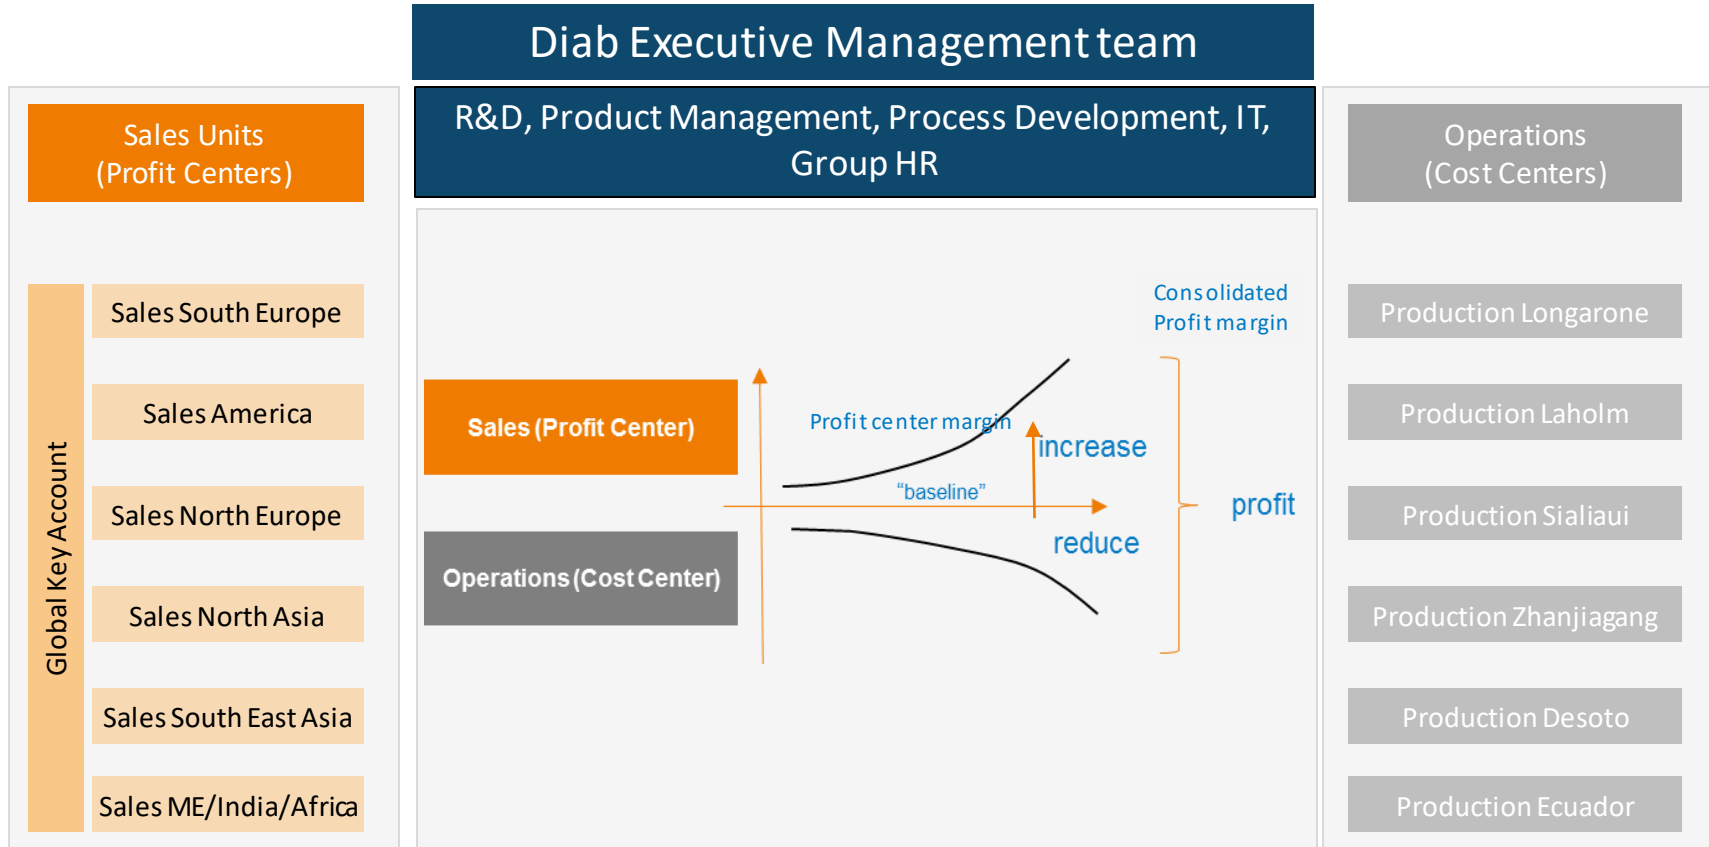 Diab Executive Management team
R&D, Product Management, Process Development, IT,
Group HR
Sales Units
(Profit Centers)
Global Key Account
Sales South Europe
Sales America
Sales North Europe
Sales North Asia
Sales South East Asia
Sales ME/India/Africa
Consolidated
Profit margin
Sales (Profit Center)
Profit center margin
increase
"baseline"
profit
reduce
Operations (Cost Center)
Operations
(Cost Centers)
Production Longarone
Production Laholm
Production Sialiaui
Production Zhanjiagang
Production Desoto
Production Ecuador